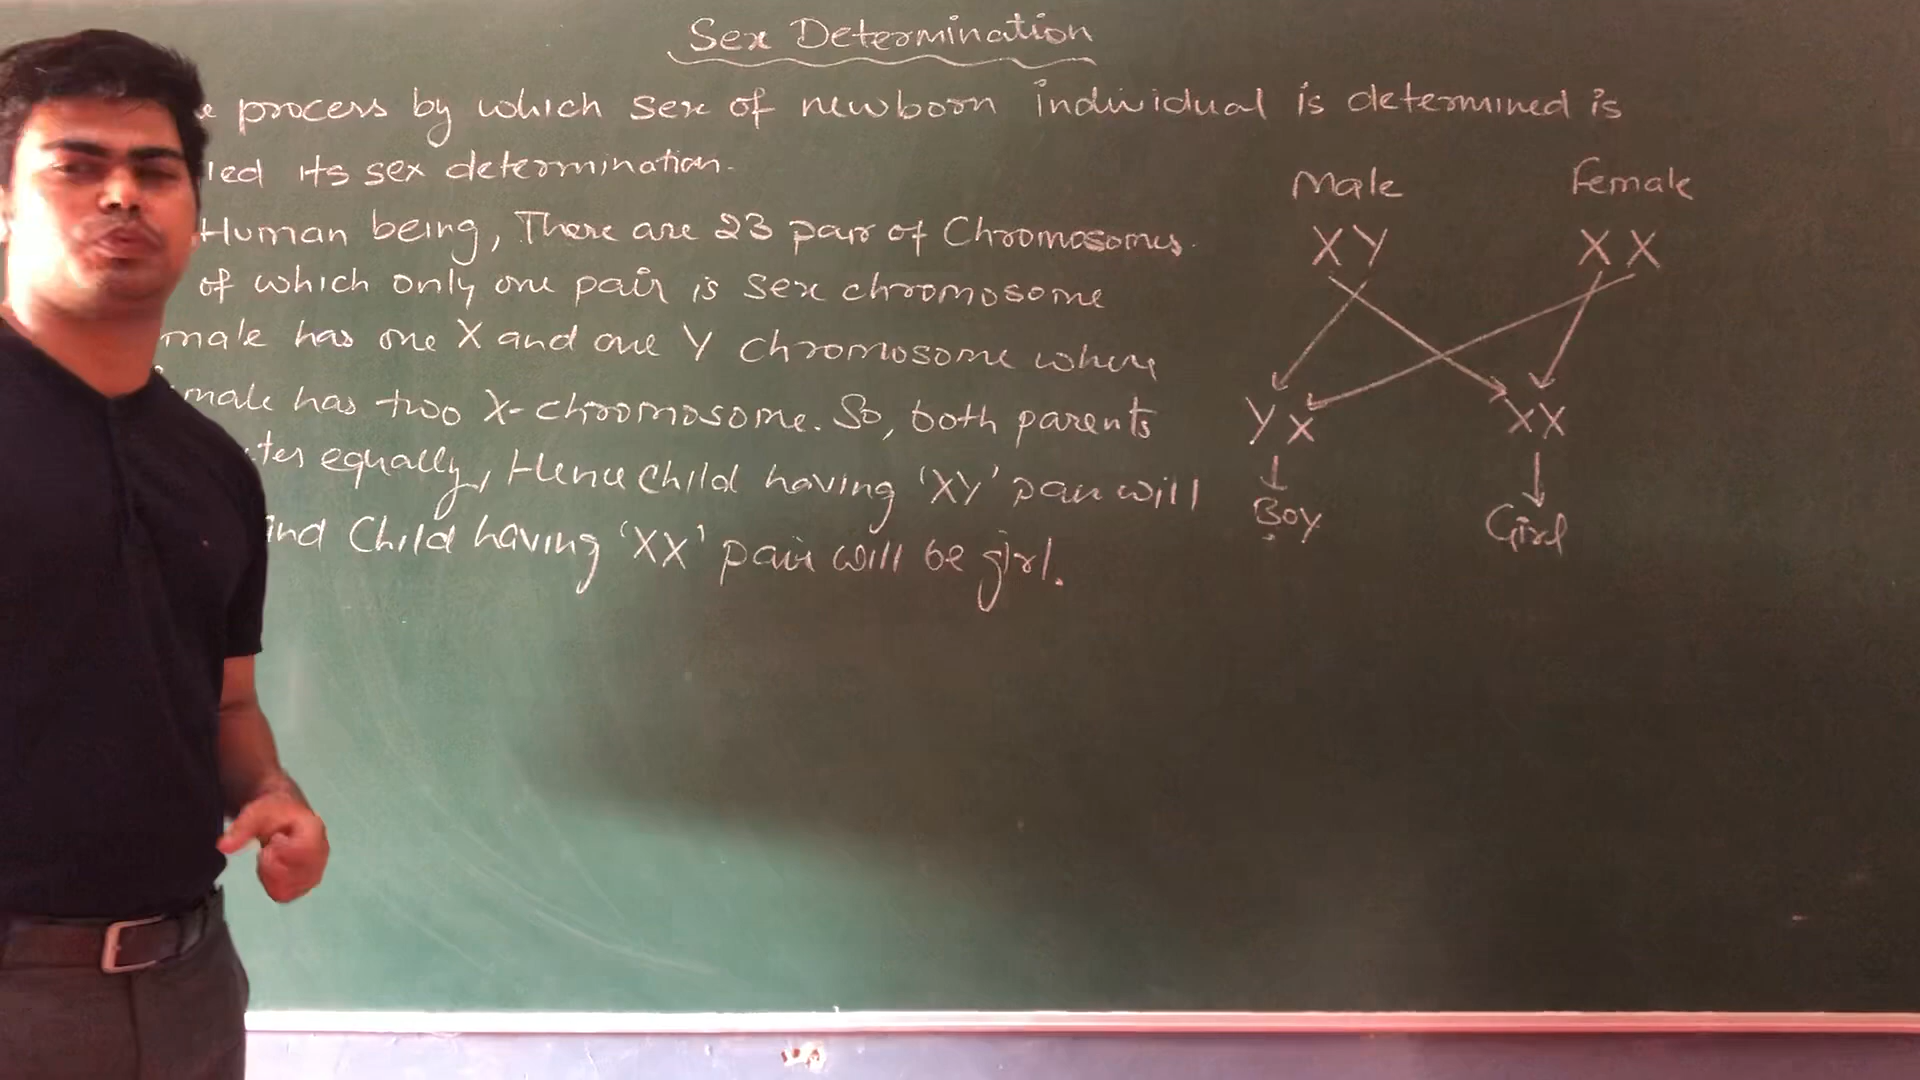 Sex Determination
process by which sex of newborn individual is determined is
led its sex determination.
Human being, There are 23 pair of Chromosomes.
of which only one pair is sex chromosome
male has one X and one Y chromosome where
male has two X-chromosome. So, both parents
tes equally, Hence Child having 'XY' pair will
and Child having 'XX' pair will be girl.
Male Female
XY XX
YX XX
Boy Girl